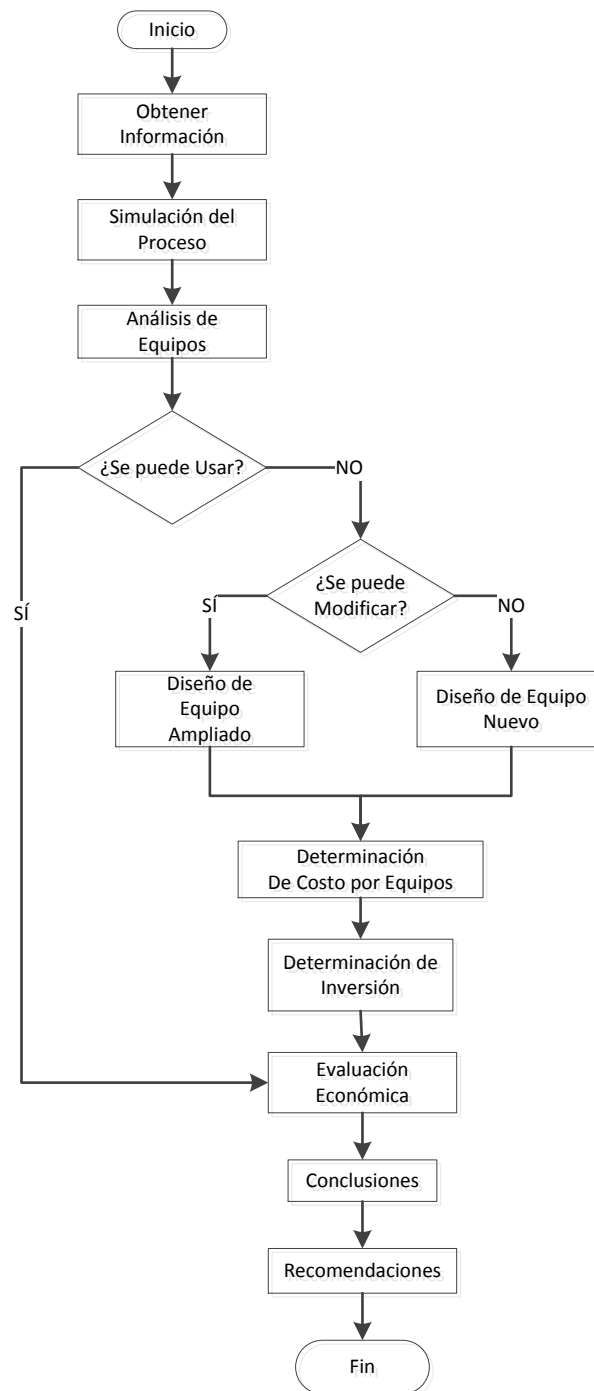 Inicio
Obtener
Información
Simulación del
Proceso
Análisis de
Equipos
¿Se puede Usar?
NO
SÍ
¿Se puede
Modificar?
SÍ
NO
Diseño de
Equipo
Ampliado
Diseño de Equipo
Nuevo
Determinación
De Costo por Equipos
Determinación de
Inversión
Evaluación
Económica
Conclusiones
Recomendaciones
Fin